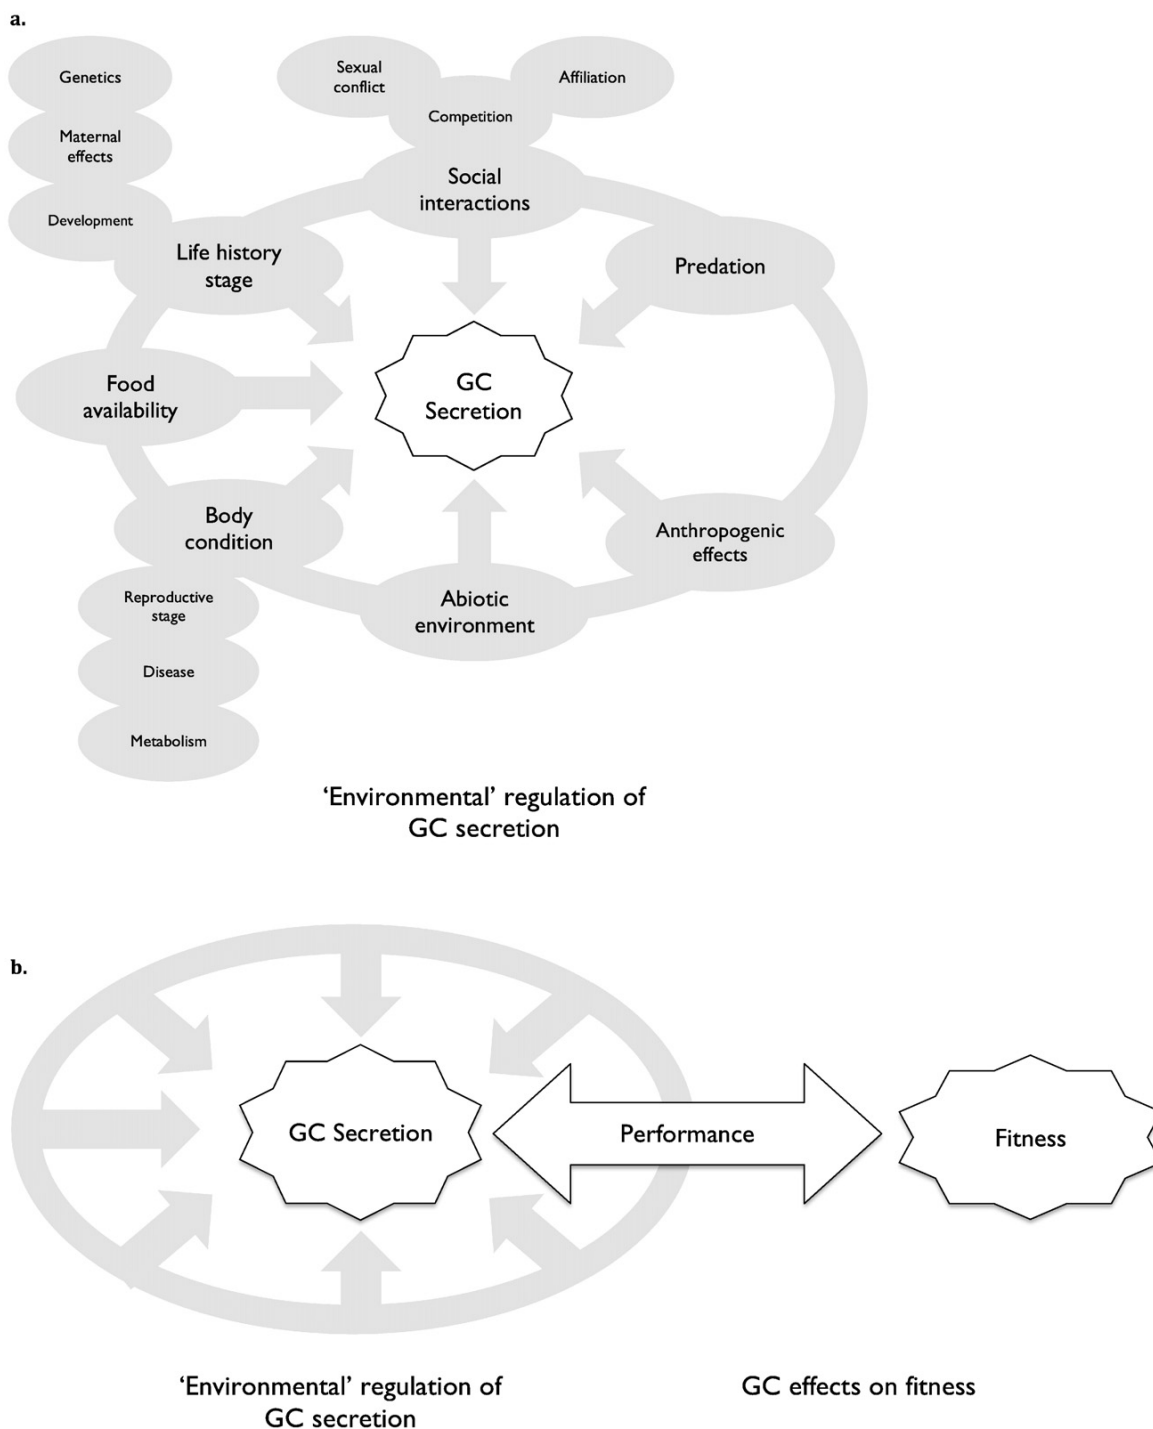 a.
Genetics
Maternal
effects
Development
Sexual
conflict
Competition
Affiliation
Social
interactions
Life history
stage
Predation
Food
availability
GC
Secretion
Body
condition
Anthropogenic
effects
Abiotic
environment
Reproductive
stage
Disease
Metabolism
‘Environmental’ regulation of
GC secretion
b.
GC Secretion
Performance
Fitness
‘Environmental’ regulation of
GC secretion
GC effects on fitness